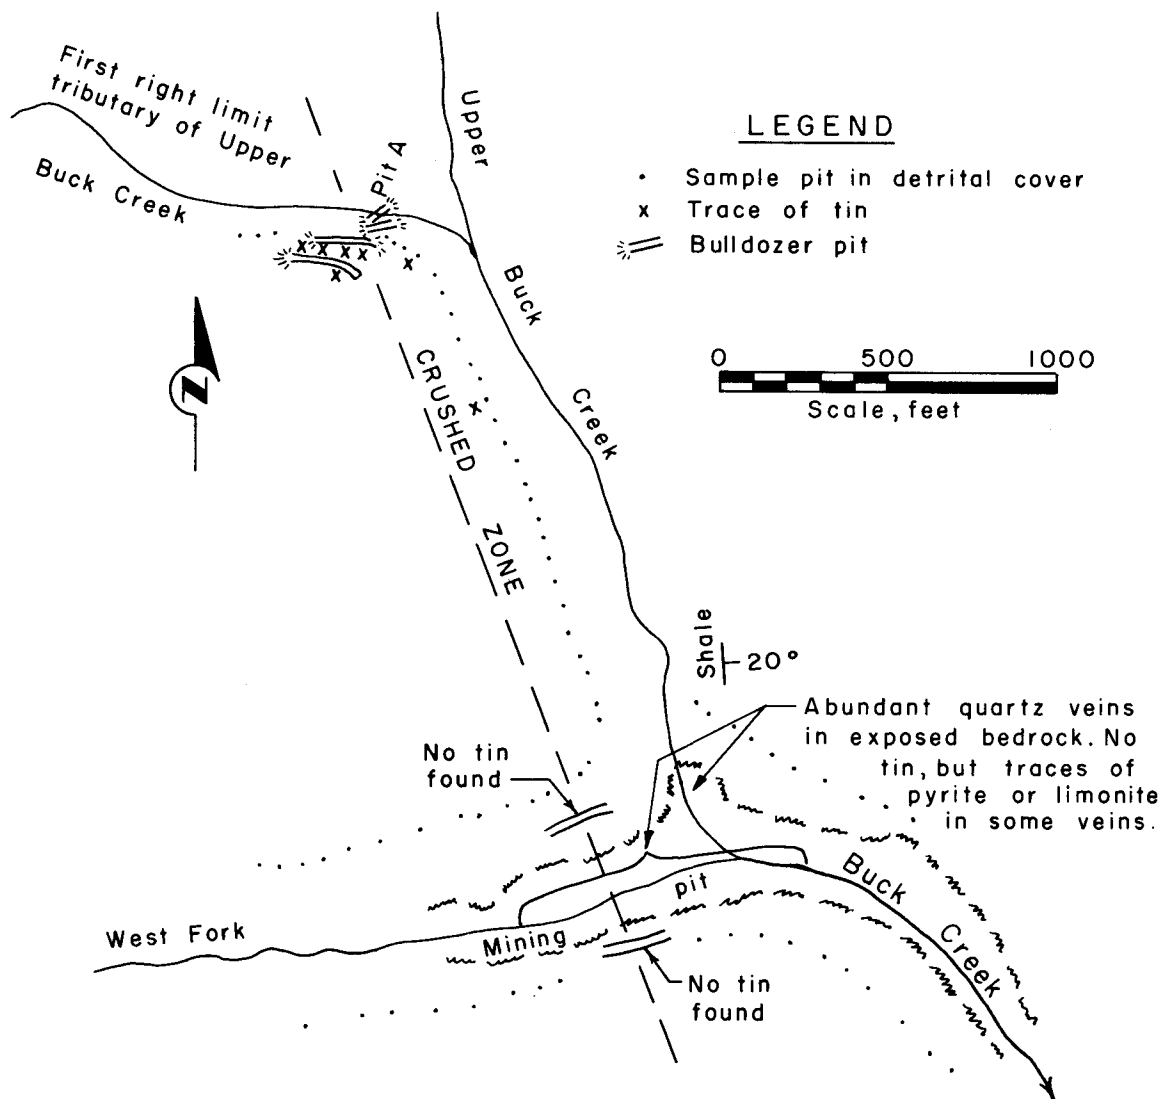 First right limit
tributary of Upper
Buck Creek
Pit A
Upper
Buck
Creek
LEGEND
. Sample pit in detrital cover
x Trace of tin
Bulldozer pit
0 500 1000
Scale, feet
N
CRUSHED
ZONE
Shale
20°
Abundant quartz veins
in exposed bedrock. No
tin, but traces of
pyrite or limonite
in some veins.
No tin
found
West Fork
Mining
pit
Buck
Creek
No tin
found